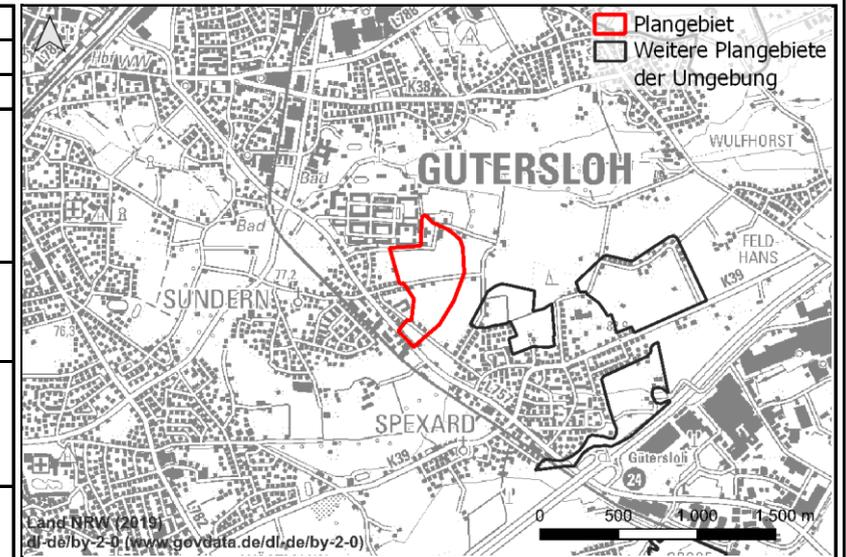 Plangebiet
Weitere Plangebiete
der Umgebung
Hbf WW
K38
WULFHORST
Bad
GÜTERSLOH
Bad
FELD-
HANS
K39
77,2
SUNDERN
76,3
L757
SPEXARD
K39
Gütersloh
24
0 500 1.000 1.500 m
Land NRW (2019)
dl-de/by-2-0 (www.govdata.de/dl-de/by-2-0)